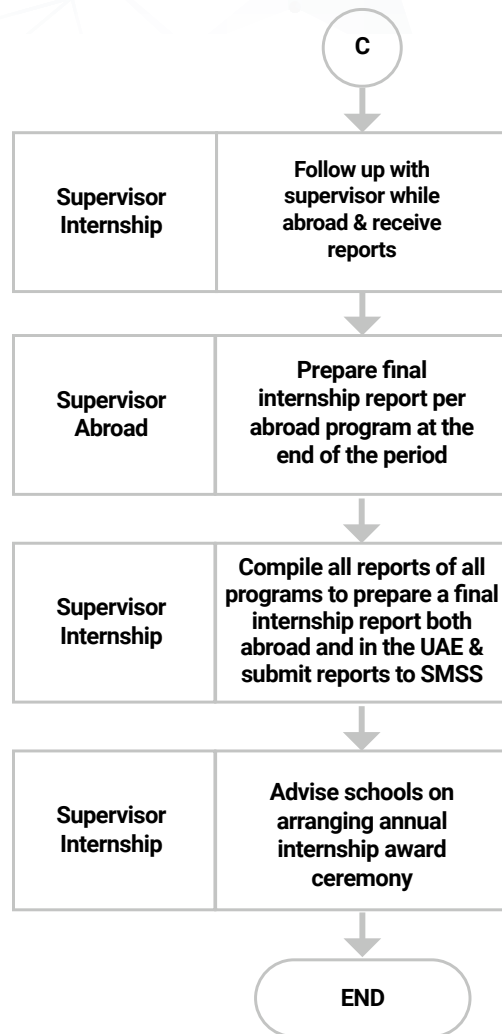 C
Supervisor
Internship
Follow up with
supervisor while
abroad & receive
reports
Supervisor
Abroad
Prepare final
internship report per
abroad program at the
end of the period
Supervisor
Internship
Compile all reports of all
programs to prepare a final
internship report both
abroad and in the UAE &
submit reports to SMSS
Supervisor
Internship
Advise schools on
arranging annual
internship award
ceremony
END